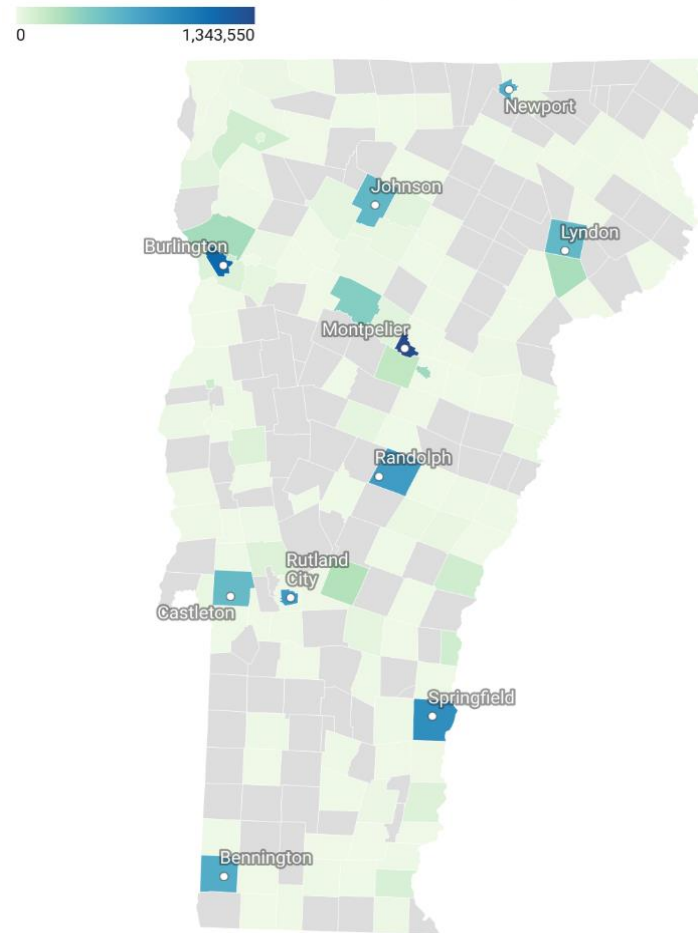 0 1,343,550
Newport
Johnson
Lyndon
Burlington
Montpelier
Randolph
Rutland
City
Castleton
Springfield
Bennington